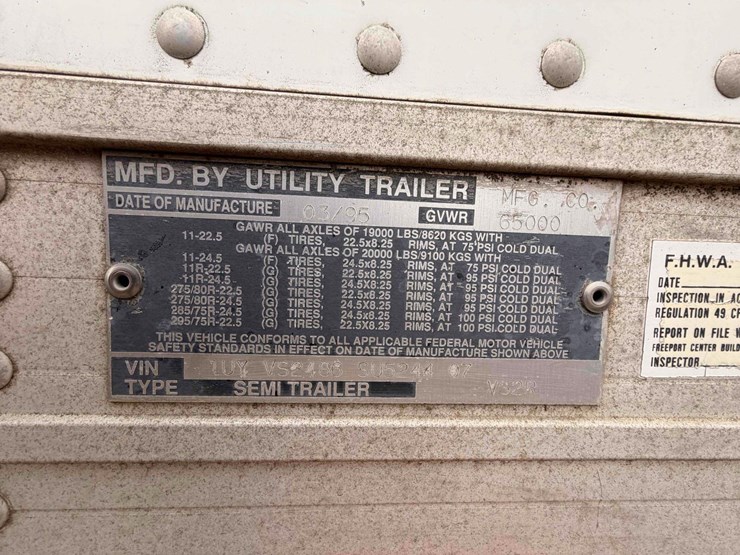 MFD. BY UTILITY TRAILER MFG. CO.
DATE OF MANUFACTURE 03/95 GVWR 65000
GAWR ALL AXLES OF 19000 LBS/8620 KGS WITH
11-22.5 (F) TIRES, 22.5x8.25 RIMS, AT 75 PSI COLD DUAL
GAWR ALL AXLES OF 20000 LBS/9100 KGS WITH
11-24.5 (F) TIRES, 24.5x8.25 RIMS, AT 75 PSI COLD DUAL
11R-22.5 (G) TIRES, 22.5x8.25 RIMS, AT 95 PSI COLD DUAL
11R-24.5 (G) TIRES, 24.5x8.25 RIMS, AT 95 PSI COLD DUAL
275/80R-22.5 (G) TIRES, 22.5x8.25 RIMS, AT 95 PSI COLD DUAL
275/80R-24.5 (G) TIRES, 24.5x8.25 RIMS, AT 95 PSI COLD DUAL
285/75R-24.5 (G) TIRES, 24.5x8.25 RIMS, AT 100 PSI COLD DUAL
295/75R-22.5 (G) TIRES, 22.5x8.25 RIMS, AT 100 PSI COLD DUAL
THIS VEHICLE CONFORMS TO ALL APPLICABLE FEDERAL MOTOR VEHICLE
SAFETY STANDARDS IN EFFECT ON DATE OF MANUFACTURE SHOWN ABOVE
VIN 1UY
TYPE SEMI TRAILER
F.H.W.A.
DATE
INSPECTION IN AC
REGULATION 49 CF
REPORT ON FILE W
FREEPORT CENTER BUILD
INSPECTOR